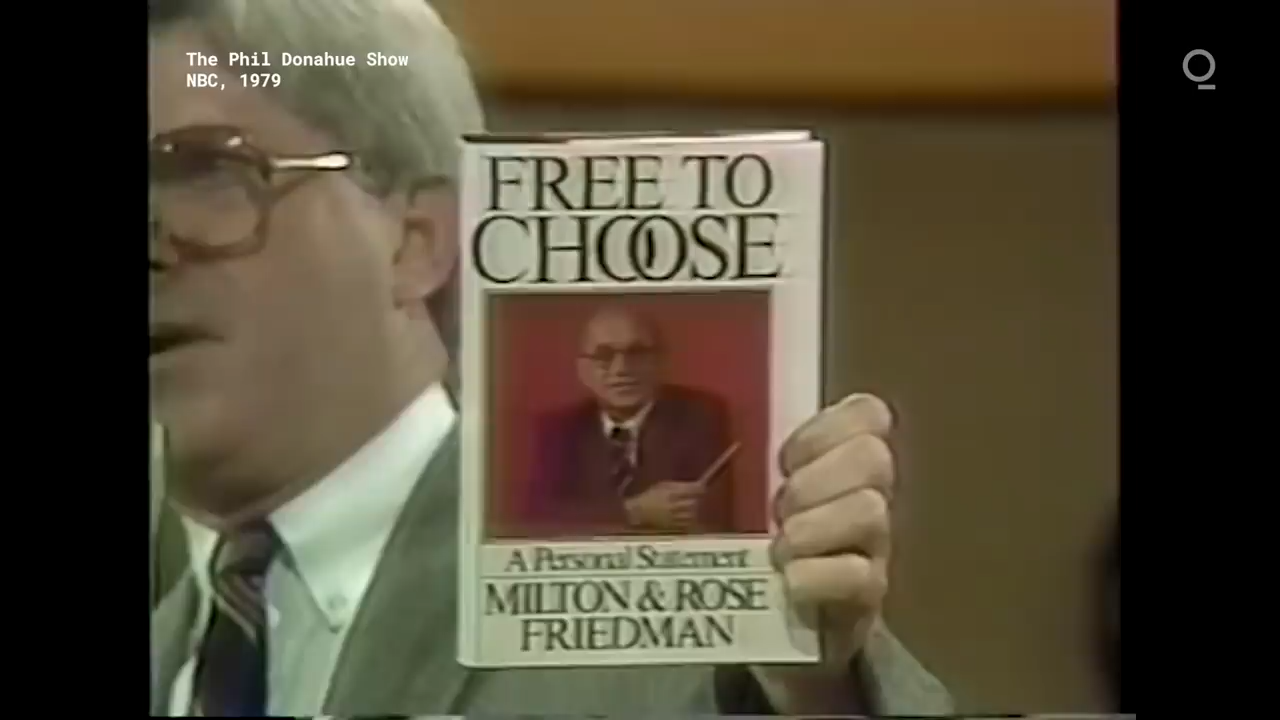 The Phil Donahue Show
NBC, 1979
FREE TO
CHOOSE
A Personal Statement
MILTON & ROSE
FRIEDMAN